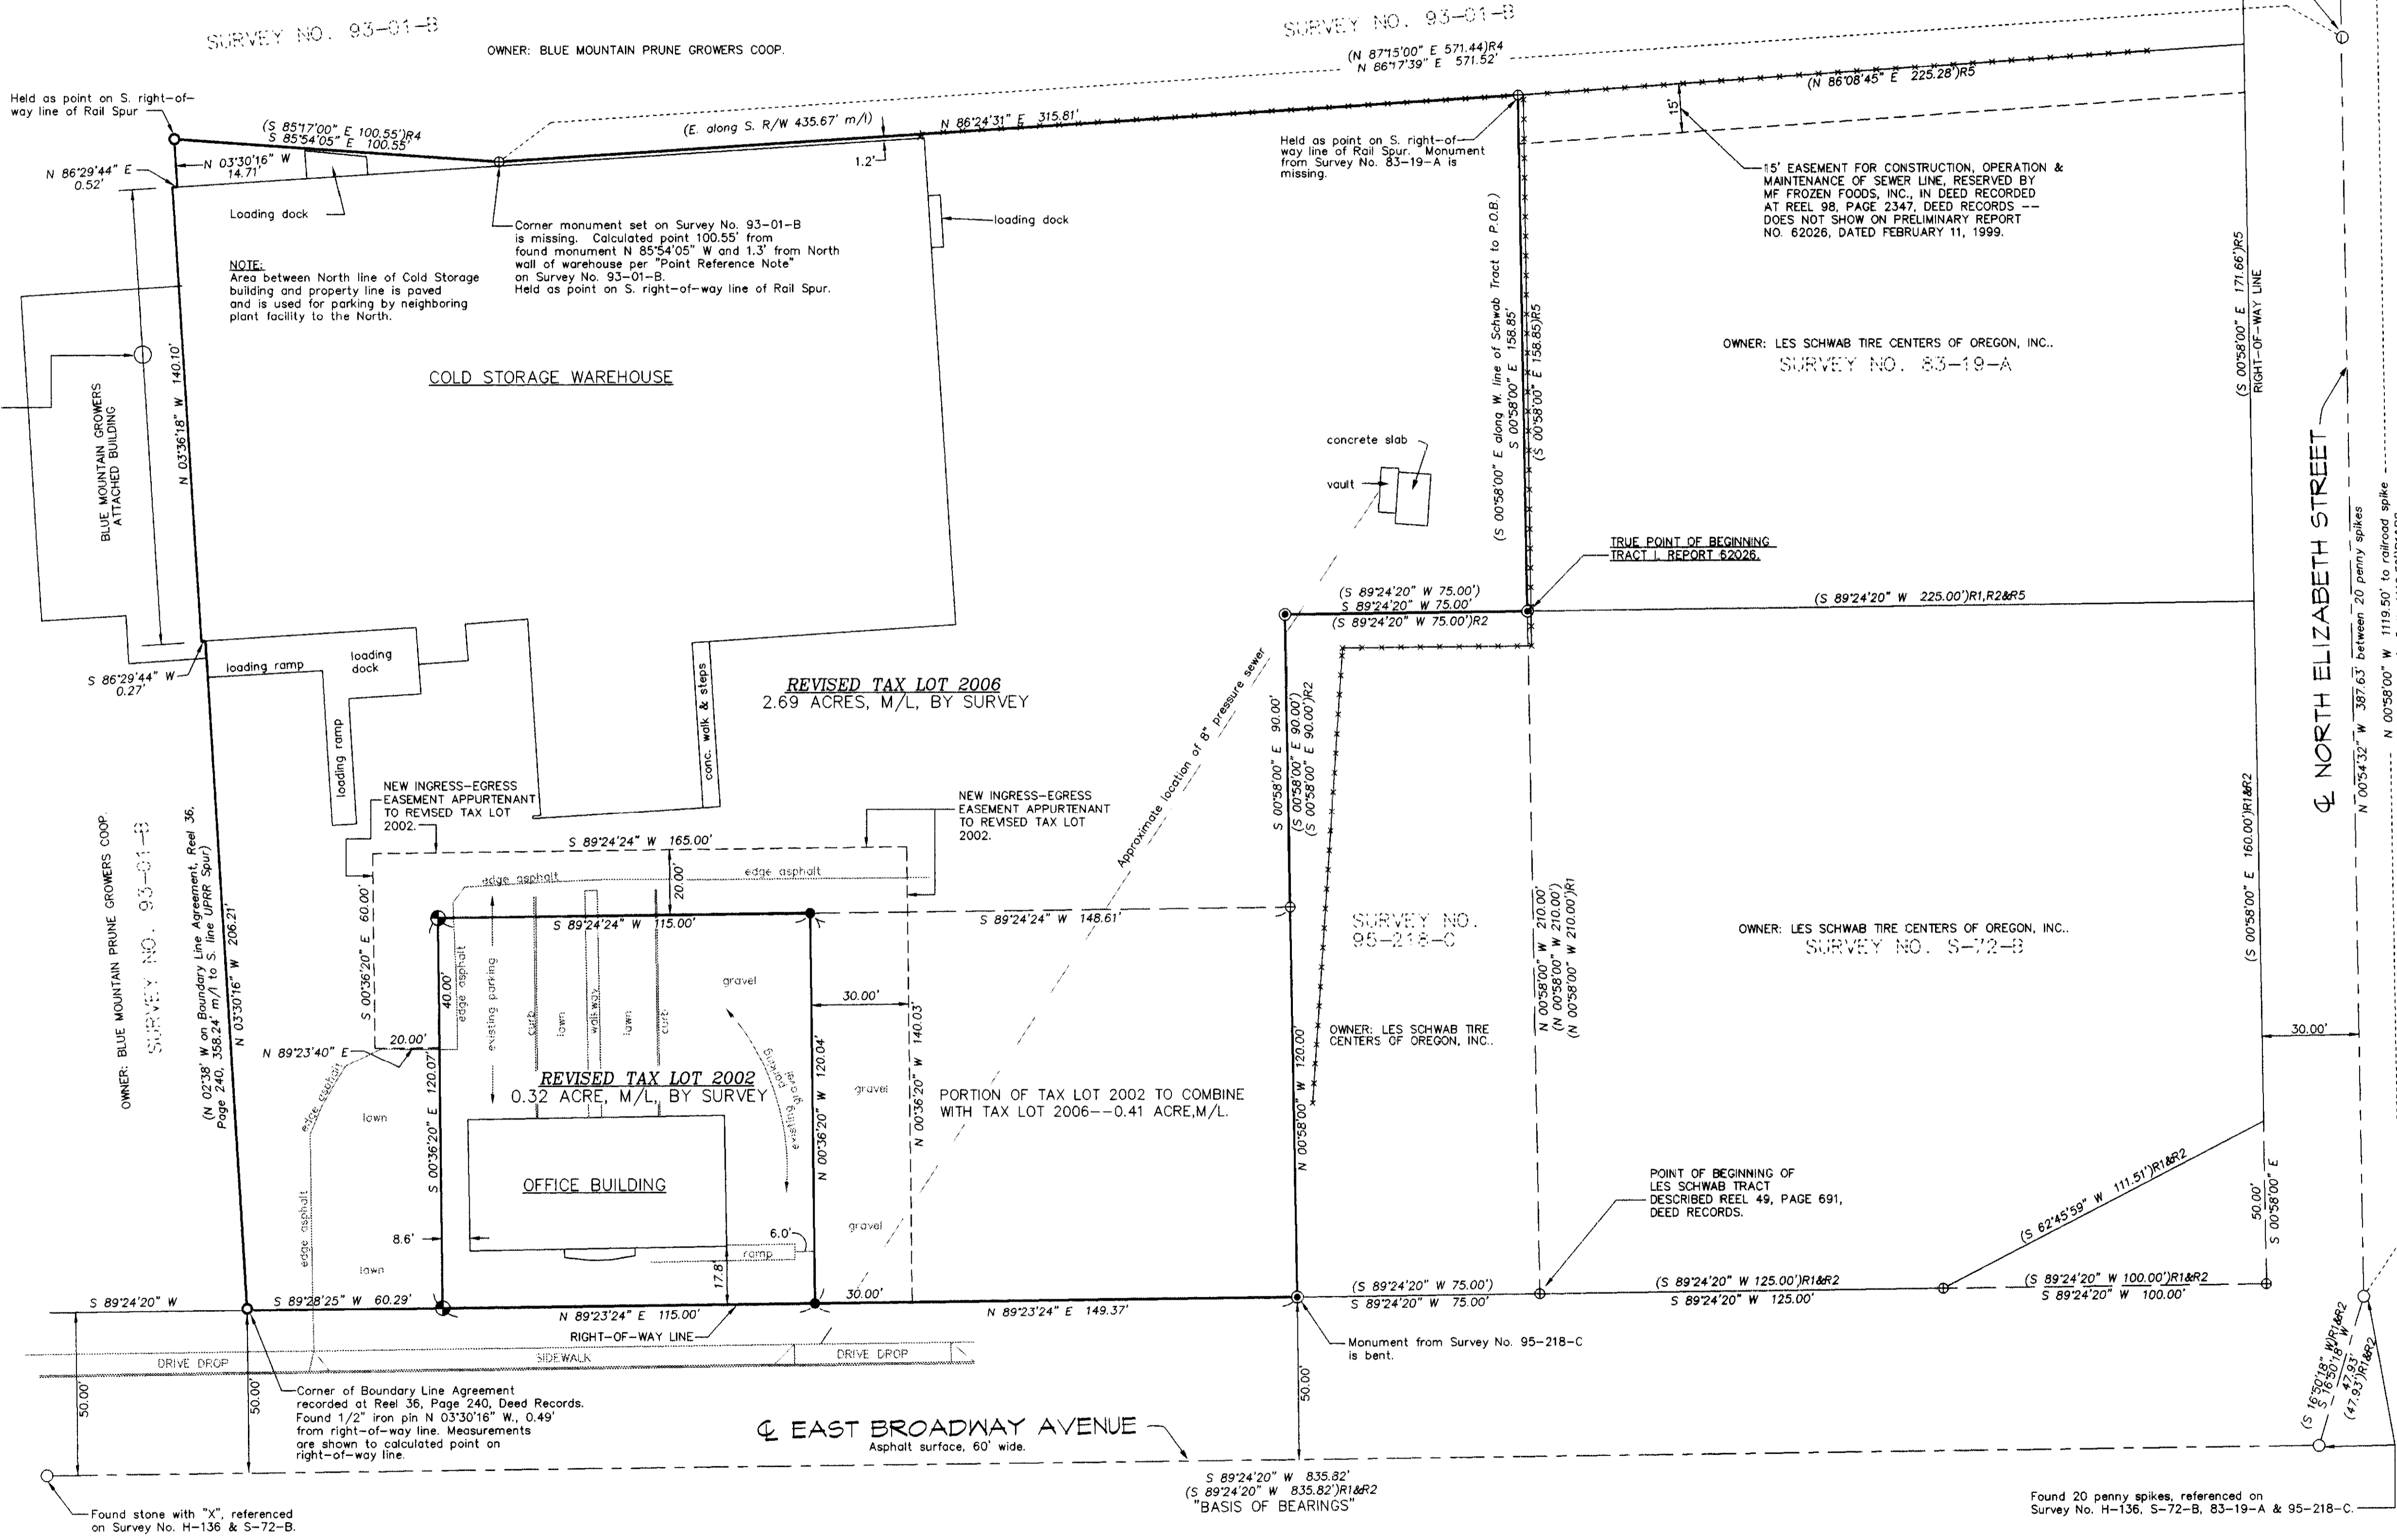 SURVEY NO. 93-01-B
OWNER: BLUE MOUNTAIN PRUNE GROWERS COOP.
SURVEY NO. 93-01-B
(N 87°15'00" E 571.44)R4
N 86°17'39" E 571.52'
Held as point on S. right-of-
way line of Rail Spur
(S 85°17'00" E 100.55')R4
S 85°54'05" E 100.55'
N 03°30'16" W
14.71'
N 86°29'44" E
0.52'
(E. along S. R/W 435.67' m/l)
N 86°24'31" E 315.81'
1.2'
(N 86°08'45" E 225.28')R5
15'
Held as point on S. right-of-
way line of Rail Spur. Monument
from Survey No. 83-19-A is
missing.
15' EASEMENT FOR CONSTRUCTION, OPERATION &
MAINTENANCE OF SEWER LINE, RESERVED BY
MF FROZEN FOODS, INC., IN DEED RECORDED
AT REEL 98, PAGE 2347, DEED RECORDS --
DOES NOT SHOW ON PRELIMINARY REPORT
NO. 62026, DATED FEBRUARY 11, 1999.
Loading dock
loading dock
Corner monument set on Survey No. 93-01-B
is missing. Calculated point 100.55' from
found monument N 85°54'05" W and 1.3' from North
wall of warehouse per "Point Reference Note"
on Survey No. 93-01-B.
Held as point on S. right-of-way line of Rail Spur.
NOTE:
Area between North line of Cold Storage
building and property line is paved
and is used for parking by neighboring
plant facility to the North.
COLD STORAGE WAREHOUSE
BLUE MOUNTAIN GROWERS
ATTACHED BUILDING
N 03°36'18" W 140.10'
(S 00°58'00" E along W. line of Schwab Tract to P.O.B.)
S 00°58'00" E 158.85'
(S 00°58'00" E 158.85)R5
OWNER: LES SCHWAB TIRE CENTERS OF OREGON, INC..
SURVEY NO. 83-19-A
(S 00°58'00" E 171.66')R5
RIGHT-OF-WAY LINE
concrete slab
vault
TRUE POINT OF BEGINNING
TRACT I, REPORT 62026.
(S 89°24'20" W 75.00')
S 89°24'20" W 75.00'
(S 89°24'20" W 75.00')R2
(S 89°24'20" W 225.00')R1,R2&R5
℄ NORTH ELIZABETH STREET
N 00°54'32" W 387.63' between 20 penny spikes
N 00°58'00" W 1119.50' to railroad spike
S 86°29'44" W
0.27'
loading ramp
loading
dock
loading ramp
conc. walk & steps
REVISED TAX LOT 2006
2.69 ACRES, M/L, BY SURVEY
Approximate location of 8" pressure sewer
S 00°58'00" E 90.00'
(S 00°58'00" E 90.00')
(S 00°58'00" E 90.00')R2
NEW INGRESS-EGRESS
EASEMENT APPURTENANT
TO REVISED TAX LOT
2002.
NEW INGRESS-EGRESS
EASEMENT APPURTENANT
TO REVISED TAX LOT
2002.
OWNER: BLUE MOUNTAIN PRUNE GROWERS COOP.
SURVEY NO. 93-01-B
(N 02°38' W on Boundary Line Agreement, Reel 36.
Page 240, 358.24' m/l to S. line UPRR Spur)
N 03°30'16" W 206.21'
S 89°24'24" W 165.00'
edge asphalt
edge asphalt
20.00'
S 00°36'20" E 60.00'
S 89°24'24" W 115.00'
S 89°24'24" W 148.61'
40.00'
edge asphalt
existing parking
curb
lawn
walkway
lawn
curb
gravel
existing gravel parking
30.00'
N 00°36'20" W 140.03'
SURVEY NO.
95-218-C
N 00°58'00" W 210.00'
(N 00°58'00" W 210.00')
(N 00°58'00" W 210.00')R1
OWNER: LES SCHWAB TIRE CENTERS OF OREGON, INC..
SURVEY NO. S-72-B
(S 00°58'00" E 160.00')R1&R2
30.00'
20.00'
N 89°23'40" E
OWNER: LES SCHWAB TIRE
CENTERS OF OREGON, INC..
REVISED TAX LOT 2002
0.32 ACRE, M/L, BY SURVEY
S 00°36'20" E 120.07'
N 00°36'20" W 120.04'
gravel
PORTION OF TAX LOT 2002 TO COMBINE
WITH TAX LOT 2006--0.41 ACRE,M/L.
N 00°58'00" W 120.00'
edge asphalt
lawn
edge asphalt
lawn
OFFICE BUILDING
8.6'
6.0'
ramp
17.8'
gravel
POINT OF BEGINNING OF
LES SCHWAB TRACT
DESCRIBED REEL 49, PAGE 691,
DEED RECORDS.
(S 62°45'59" W 111.51')R1&R2
50.00'
S 00°58'00" E
S 89°24'20" W
S 89°28'25" W 60.29'
N 89°23'24" E 115.00'
30.00'
N 89°23'24" E 149.37'
(S 89°24'20" W 75.00')
S 89°24'20" W 75.00'
(S 89°24'20" W 125.00')R1&R2
S 89°24'20" W 125.00'
(S 89°24'20" W 100.00')R1&R2
S 89°24'20" W 100.00'
RIGHT-OF-WAY LINE
DRIVE DROP
SIDEWALK
DRIVE DROP
Monument from Survey No. 95-218-C
is bent.
50.00'
50.00'
50.00'
Corner of Boundary Line Agreement
recorded at Reel 36, Page 240, Deed Records.
Found 1/2" iron pin N 03°30'16" W., 0.49'
from right-of-way line. Measurements
are shown to calculated point on
right-of-way line.
(S 16°50'18" W)R1&R2
S 16°50'18" W
47.93'
(47.93')R1&R2
℄ EAST BROADWAY AVENUE
Asphalt surface, 60' wide.
S 89°24'20" W 835.82'
(S 89°24'20" W 835.82')R1&R2
"BASIS OF BEARINGS"
Found stone with "X", referenced
on Survey No. H-136 & S-72-B.
Found 20 penny spikes, referenced on
Survey No. H-136, S-72-B, 83-19-A & 95-218-C.